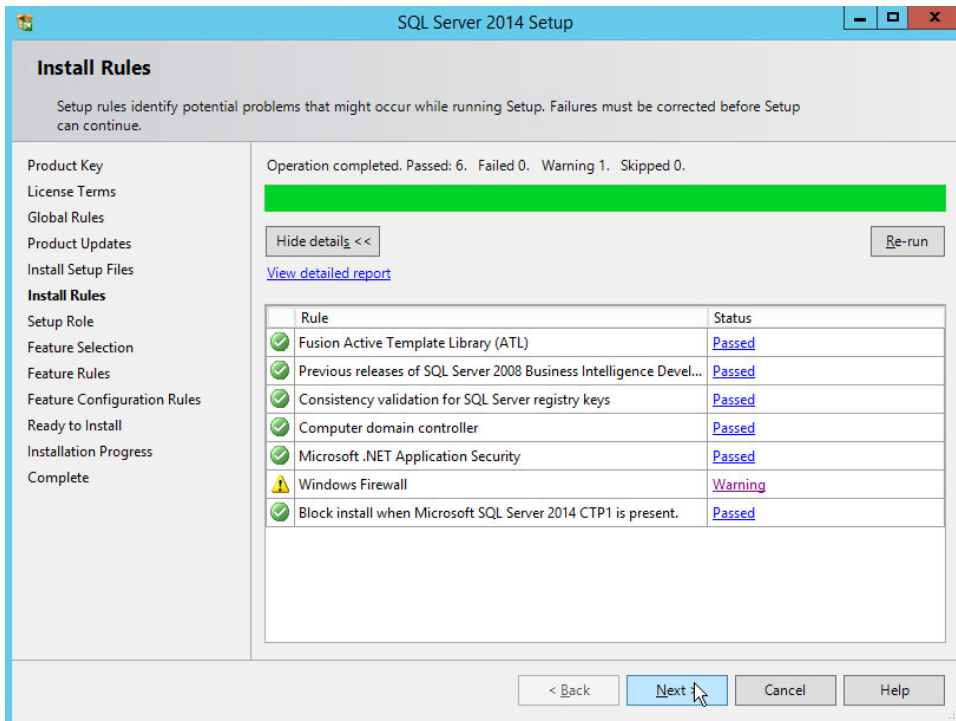 SQL Server 2014 Setup
Install Rules
Setup rules identify potential problems that might occur while running Setup. Failures must be corrected before Setup
can continue.
Product Key
License Terms
Global Rules
Product Updates
Install Setup Files
Install Rules
Setup Role
Feature Selection
Feature Rules
Feature Configuration Rules
Ready to Install
Installation Progress
Complete
Operation completed. Passed: 6. Failed 0. Warning 1. Skipped 0.
Hide details <<
Re-run
View detailed report
Rule Status
Fusion Active Template Library (ATL) Passed
Previous releases of SQL Server 2008 Business Intelligence Devel... Passed
Consistency validation for SQL Server registry keys Passed
Computer domain controller Passed
Microsoft .NET Application Security Passed
Windows Firewall Warning
Block install when Microsoft SQL Server 2014 CTP1 is present. Passed
< Back Next > Cancel Help